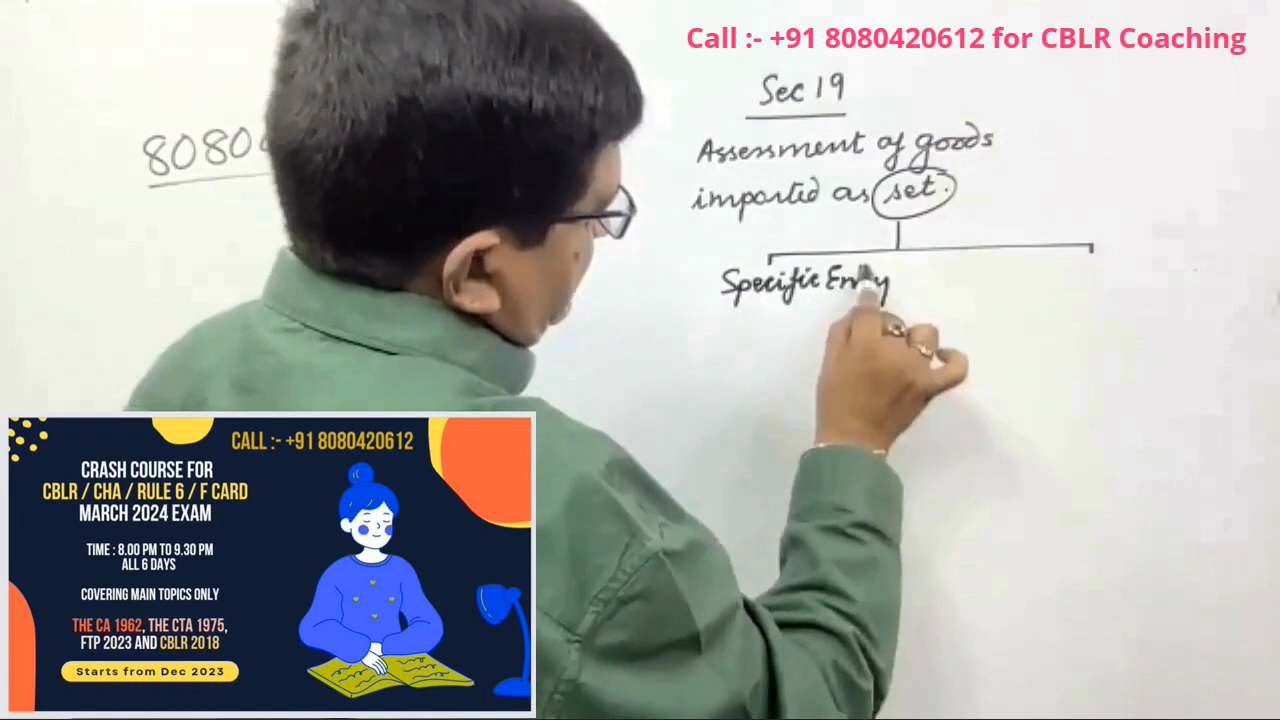 Call :- +91 8080420612 for CBLR Coaching
Sec 19
Assessment of goods
imported as set.
Specific Entry
8080
CALL :- +91 8080420612
CRASH COURSE FOR
CBLR / CHA / RULE 6 / F CARD
MARCH 2024 EXAM
TIME : 8.00 PM TO 9.30 PM
ALL 6 DAYS
COVERING MAIN TOPICS ONLY
THE CA 1962, THE CTA 1975,
FTP 2023 AND CBLR 2018
Starts from Dec 2023